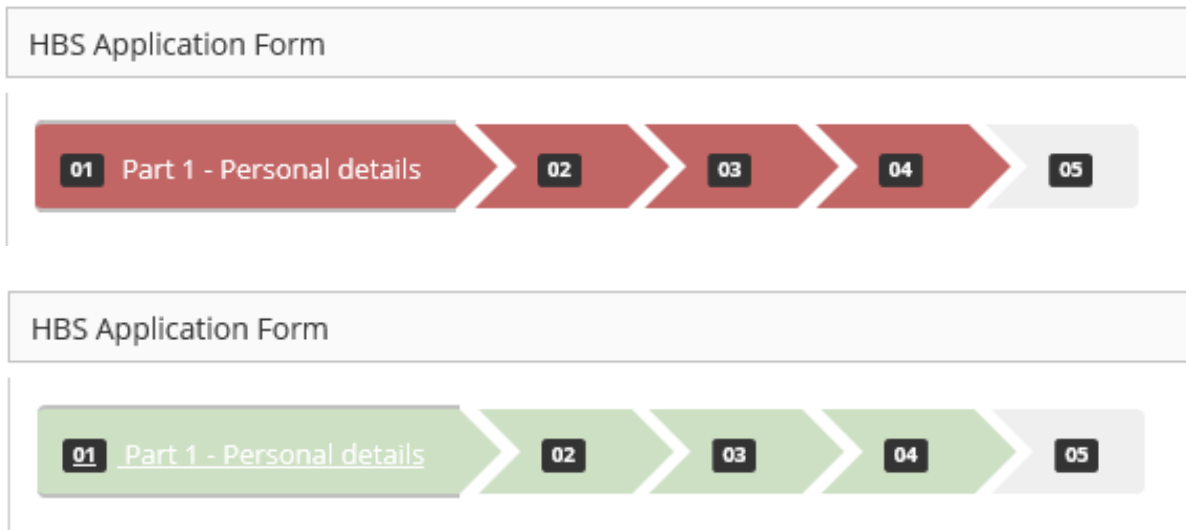 HBS Application Form
01 Part 1 - Personal details 02 03 04 05
HBS Application Form
01 Part 1 - Personal details 02 03 04 05